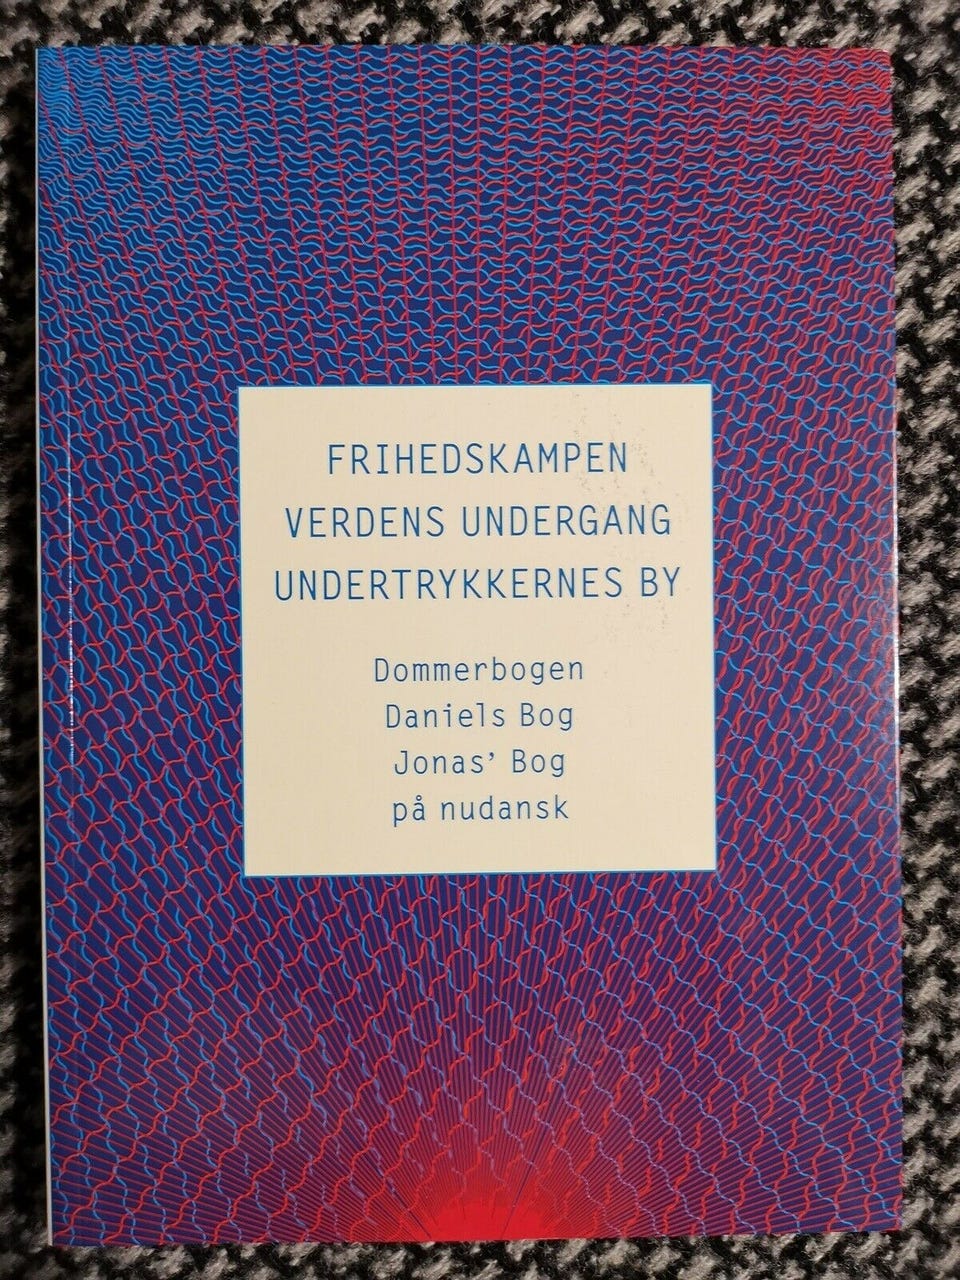 FRIHEDSKAMPEN
VERDENS UNDERGANG
UNDERTRYKKERNES BY
Dommerbogen
Daniels Bog
Jonas' Bog
på nudansk